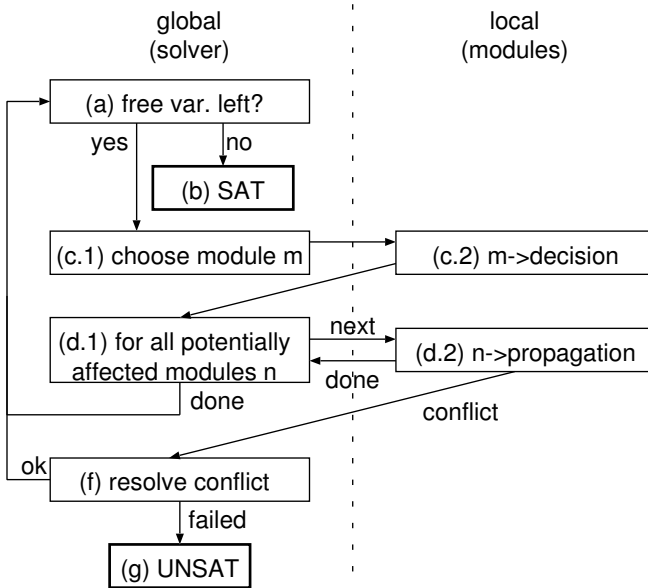 global
(solver)
local
(modules)
(a) free var. left?
yes
no
(b) SAT
(c.1) choose module m
(c.2) m->decision
(d.1) for all potentially
affected modules n
next
done
(d.2) n->propagation
done
conflict
ok
(f) resolve conflict
failed
(g) UNSAT